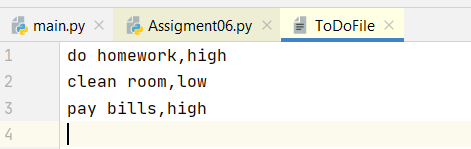 main.py Assigment06.py ToDoFile
1 do homework,high
2 clean room,low
3 pay bills,high
4